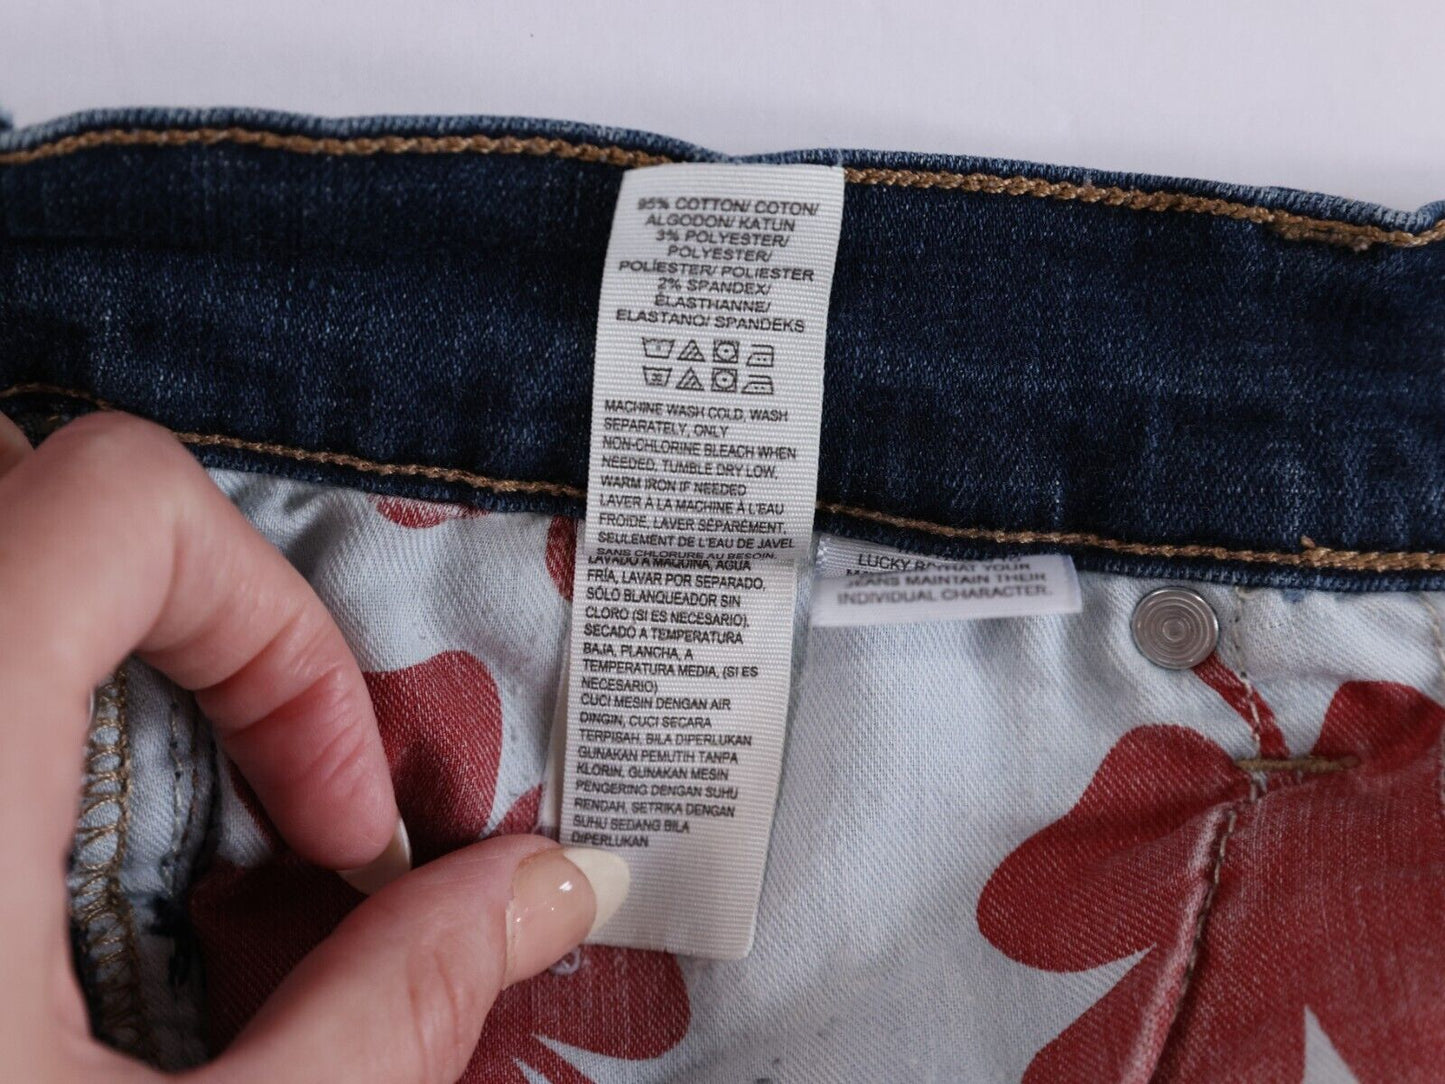 95% COTTON/ COTON/
ALGODON/ KATUN
3% POLYESTER/
POLYESTER/
POLÍESTER/ POLIESTER
2% SPANDEX/
ÉLASTHANNE/
ELASTANO/ SPANDEKS
MACHINE WASH COLD, WASH
SEPARATELY, ONLY
NON-CHLORINE BLEACH WHEN
NEEDED, TUMBLE DRY LOW,
WARM IRON IF NEEDED
LAVER À LA MACHINE À L'EAU
FROIDE, LAVER SÉPARÉMENT,
SEULEMENT DE L'EAU DE JAVEL
SANS CHLORURE AU BESOIN,
LAVADO A MAQUINA, AGUA
FRÍA, LAVAR POR SEPARADO,
SÓLO BLANQUEADOR SIN
CLORO (SI ES NECESARIO),
SECADO A TEMPERATURA
BAJA, PLANCHA, A
TEMPERATURA MEDIA, (SI ES
NECESARIO)
CUCI MESIN DENGAN AIR
DINGIN, CUCI SECARA
TERPISAH, BILA DIPERLUKAN
GUNAKAN PEMUTIH TANPA
KLORIN, GUNAKAN MESIN
PENGERING DENGAN SUHU
RENDAH, SETRIKA DENGAN
SUHU SEDANG BILA
DIPERLUKAN
LUCKY
THAT YOUR
JEANS MAINTAIN THEIR
INDIVIDUAL CHARACTER.